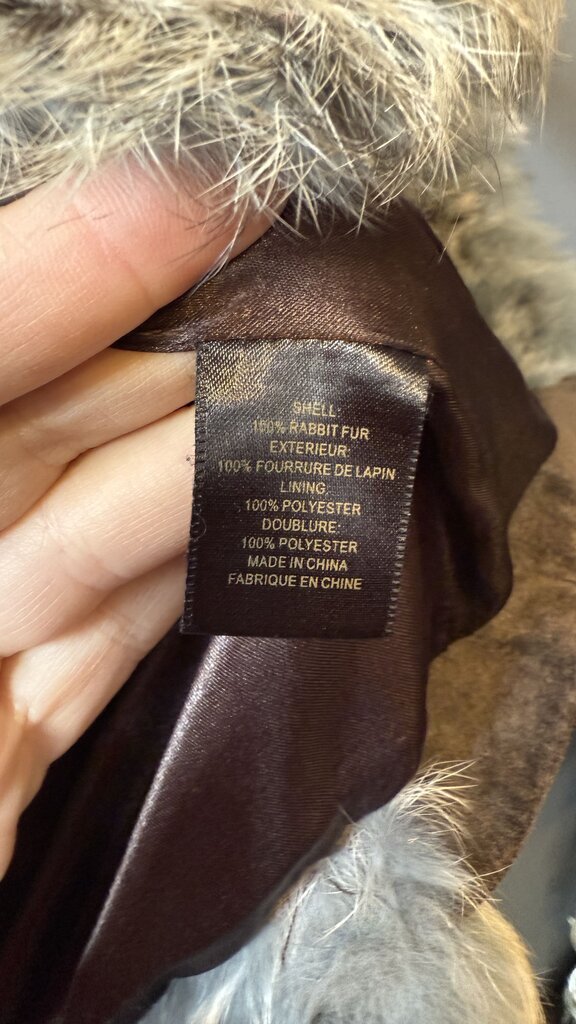 SHELL:
100% RABBIT FUR
EXTERIEUR:
100% FOURRURE DE LAPIN
LINING:
100% POLYESTER
DOUBLURE:
100% POLYESTER
MADE IN CHINA
FABRIQUE EN CHINE